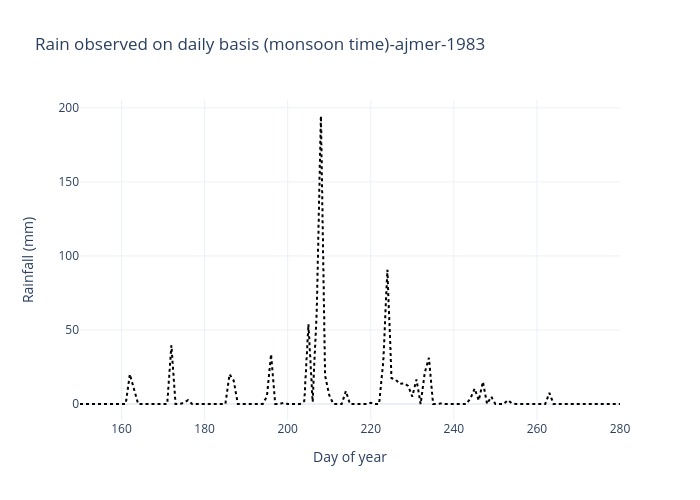 Rain observed on daily basis (monsoon time)-ajmer-1983
200
150
100
50
0
Rainfall (mm)
160 180 200 220 240 260 280
Day of year